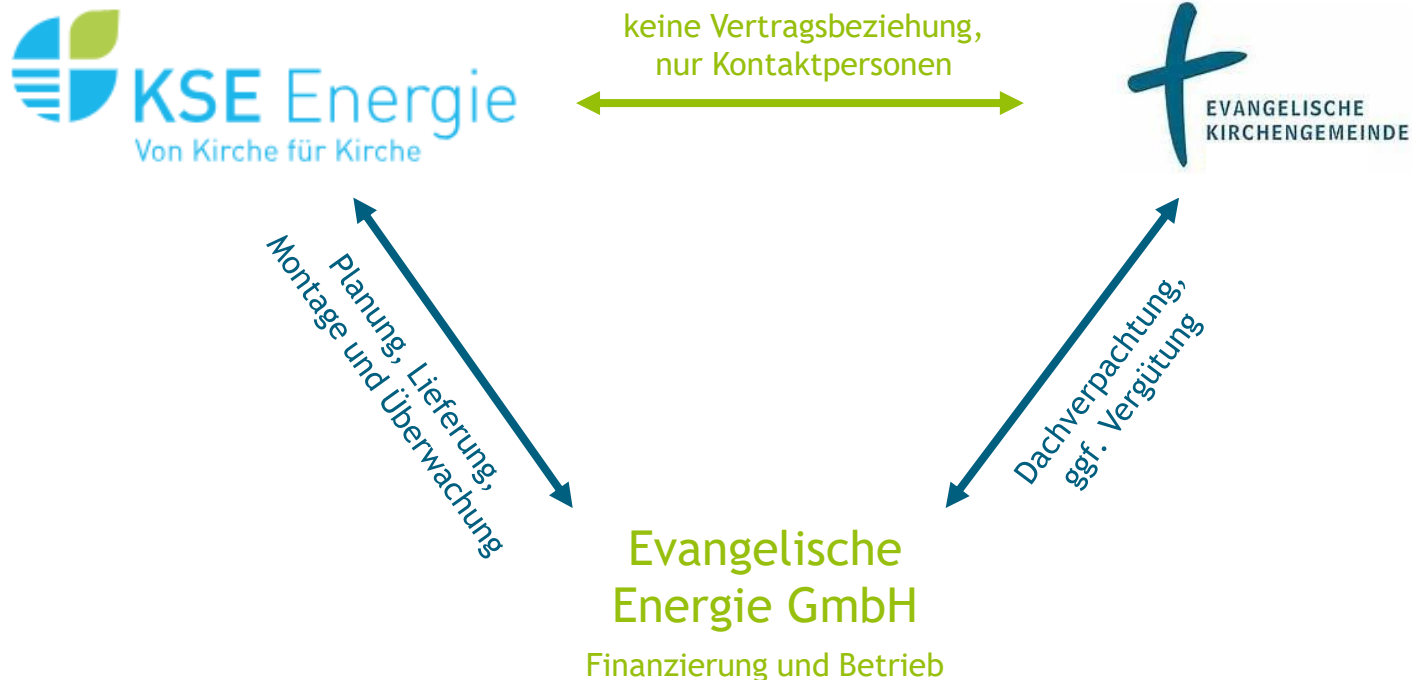 keine Vertragsbeziehung,
nur Kontaktpersonen
KSE Energie
Von Kirche für Kirche
EVANGELISCHE
KIRCHENGEMEINDE
Planung, Lieferung,
Montage und Überwachung
Dachverpachtung,
ggf. Vergütung
Evangelische
Energie GmbH
Finanzierung und Betrieb